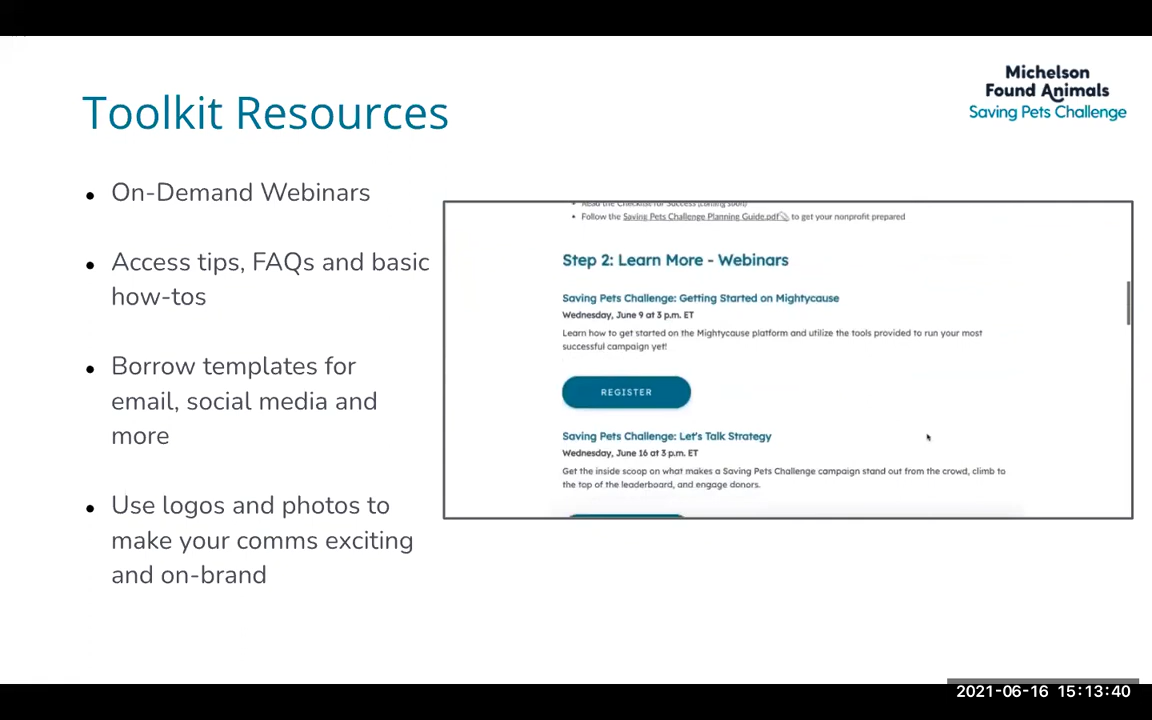 Michelson
Found Animals
Saving Pets Challenge
Toolkit Resources
On-Demand Webinars
Access tips, FAQs and basic
how-tos
Borrow templates for
email, social media and
more
Use logos and photos to
make your comms exciting
and on-brand
Read the Checklist for Success (coming soon)
Follow the Saving Pets Challenge Planning Guide.pdf to get your nonprofit prepared
Step 2: Learn More - Webinars
Saving Pets Challenge: Getting Started on Mightycause
Wednesday, June 9 at 3 p.m. ET
Learn how to get started on the Mightycause platform and utilize the tools provided to run your most
successful campaign yet!
REGISTER
Saving Pets Challenge: Let's Talk Strategy
Wednesday, June 16 at 3 p.m. ET
Get the inside scoop on what makes a Saving Pets Challenge campaign stand out from the crowd, climb to
the top of the leaderboard, and engage donors.
2021-06-16 15:13:40